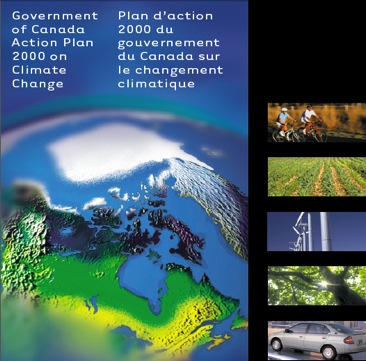 Government
of Canada
Action Plan
2000 on
Climate
Change
Plan d'action
2000 du
gouvernement
du Canada sur
le changement
climatique